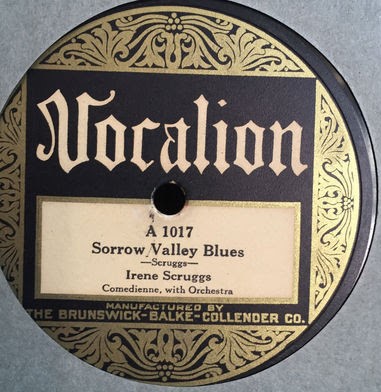 Vocalion
A 1017
Sorrow Valley Blues
—Scruggs—
Irene Scruggs
Comedienne, with Orchestra
MANUFACTURED BY
THE BRUNSWICK-BALKE-COLLENDER CO.